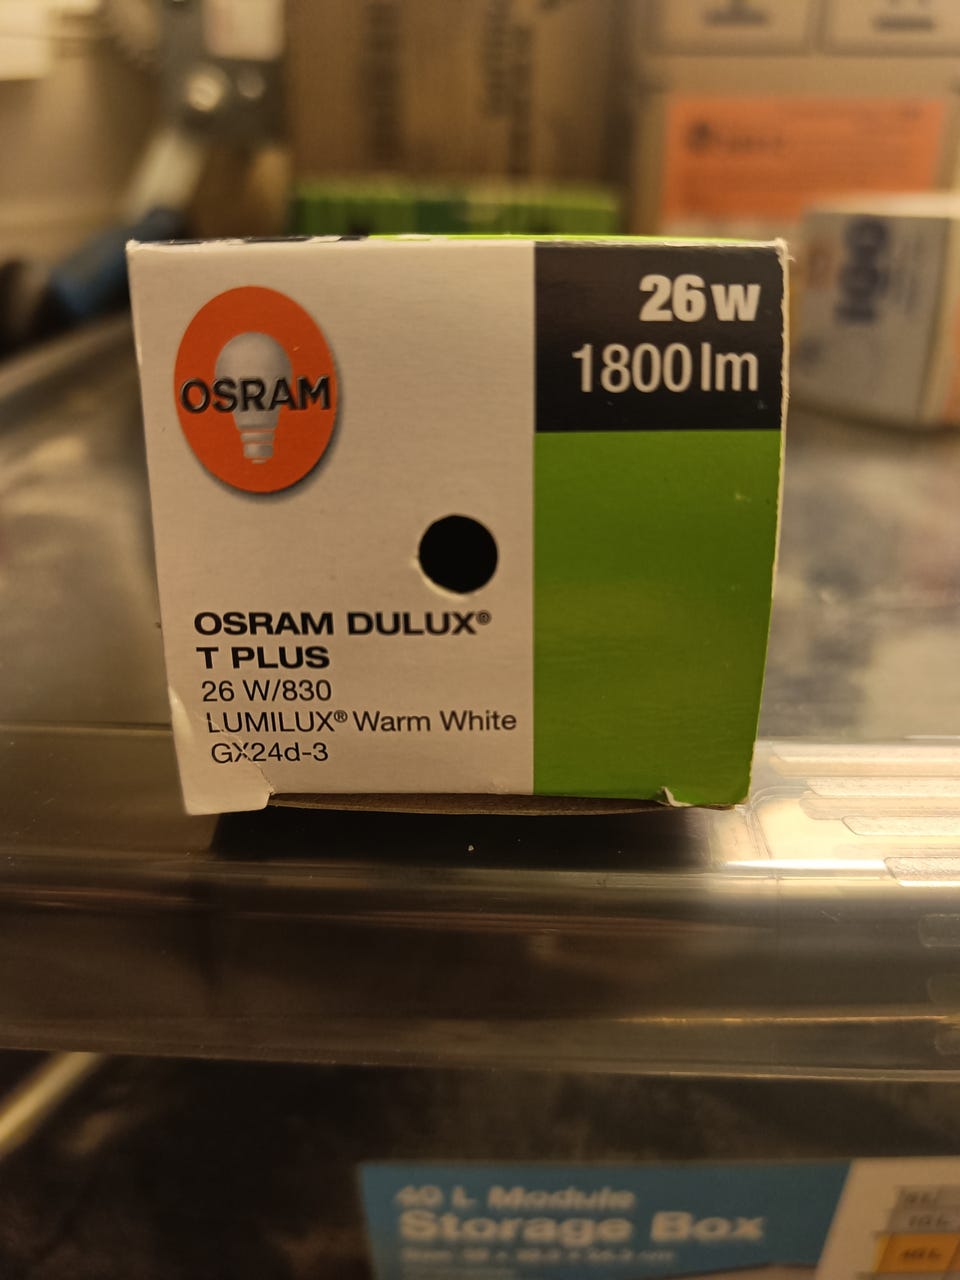 OSRAM
26 W
1800 lm
OSRAM DULUX®
T PLUS
26 W/830
LUMILUX® Warm White
GX24d-3
40 L Module
Storage Box